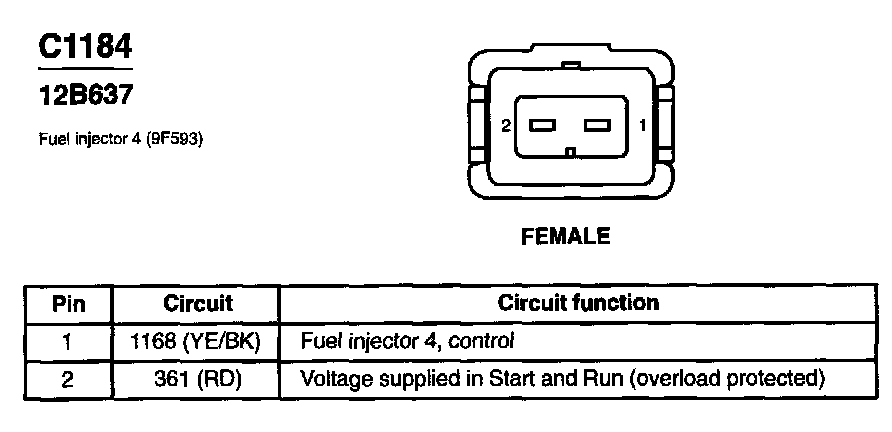 C1184
12B637
Fuel injector 4 (9F593)
2 1
FEMALE
Pin Circuit Circuit function
1 1168 (YE/BK) Fuel injector 4, control
2 361 (RD) Voltage supplied in Start and Run (overload protected)